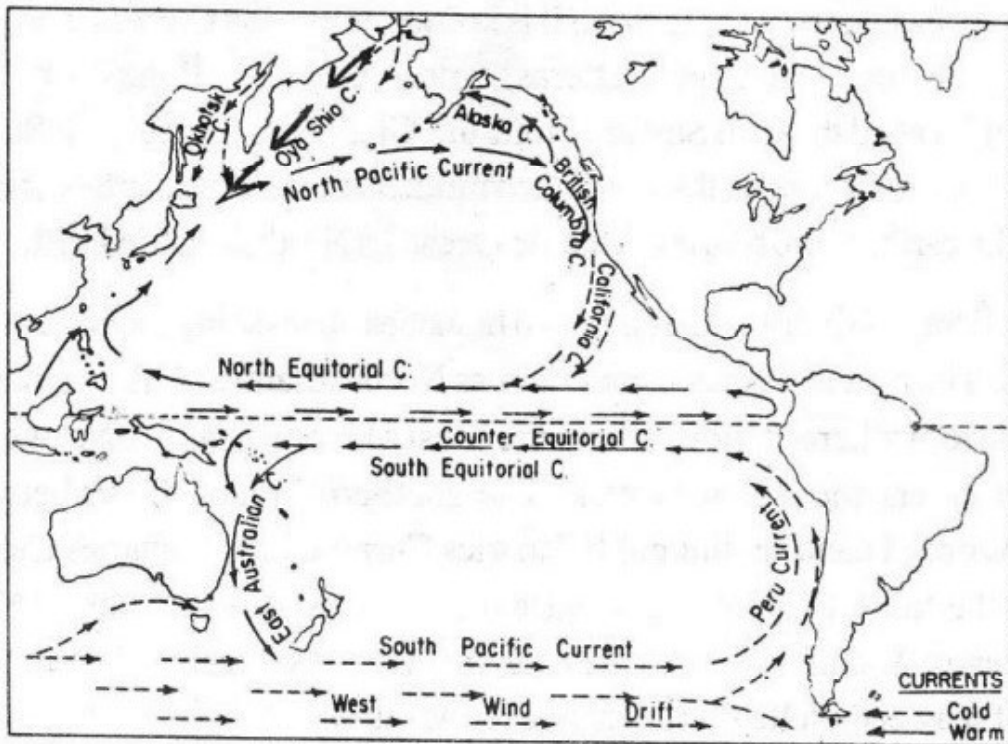 Okhotsk
Oya Shio C.
Alaska C.
North Pacific Current
British
Columbia C.
California C.
North Equitorial C.
Counter Equitorial C.
South Equitorial C.
East Australian C.
Peru Current
South Pacific Current
West Wind Drift
CURRENTS
Cold
Warm